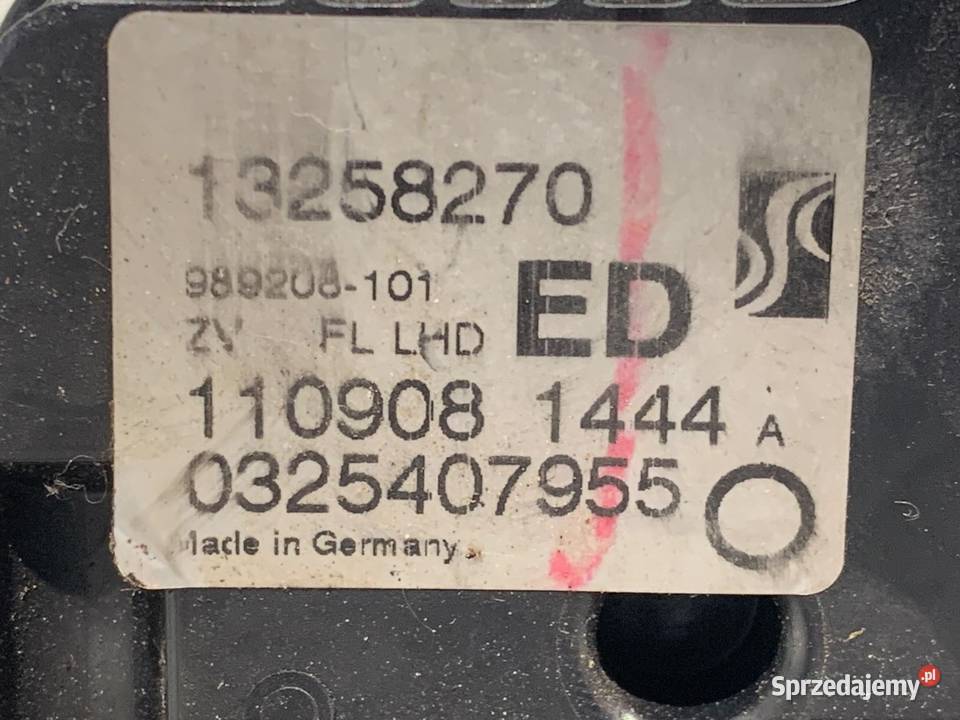 13258270
989208-101
ED
ZV FL LHD
110908 1444 A
0325407955
Made in Germany
Sprzedajemy.pl